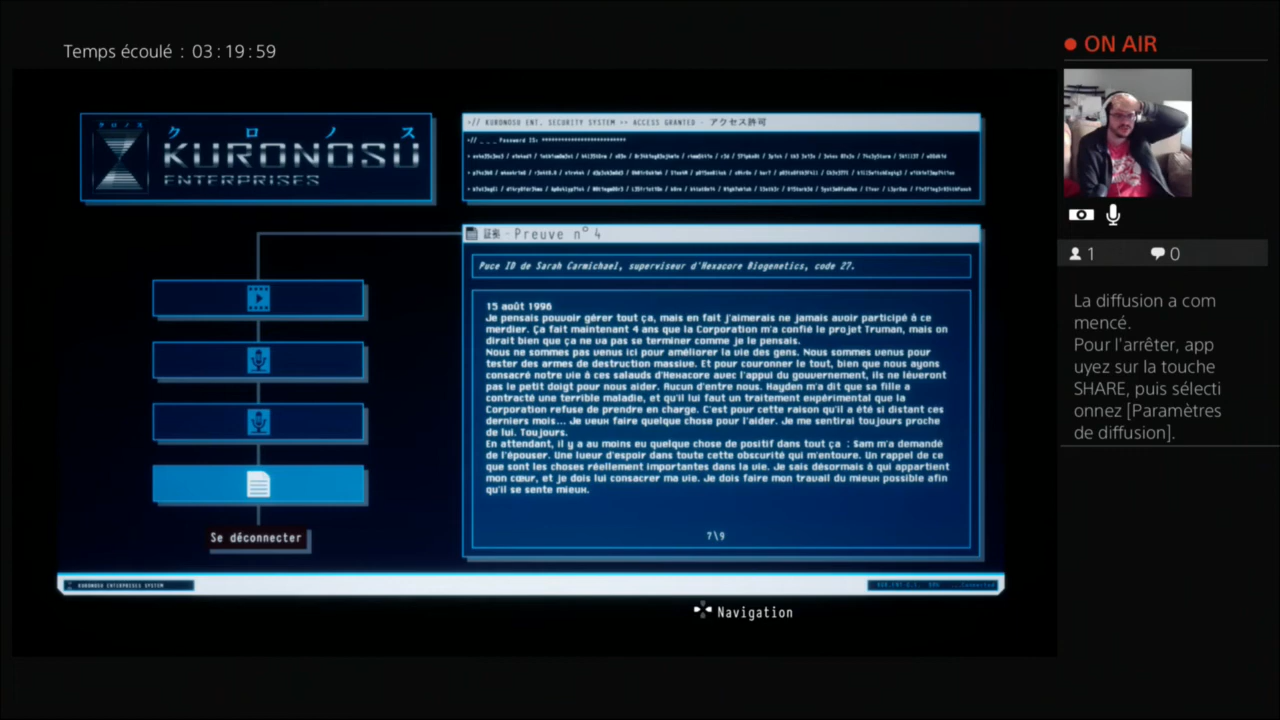 Temps écoulé : 03:19:59
ON AIR
クロノス
ク ロ ノ ス
KURONOSU
ENTERPRISES
>// KURONOSU ENT. SECURITY SYSTEM >> ACCESS GRANTED - アクセス許可
>// _ _ _ Password ID: **************************
証拠 - Preuve n° 4
Puce ID de Sarah Carmichael, superviseur d'Hexacore Biogenetics, code 27.
15 août 1996
Je pensais pouvoir gérer tout ça, mais en fait j'aimerais ne jamais avoir participé à ce
merdier. Ça fait maintenant 4 ans que la Corporation m'a confié le projet Truman, mais on
dirait bien que ça ne va pas se terminer comme je le pensais.
Nous ne sommes pas venus ici pour améliorer la vie des gens. Nous sommes venus pour
tester des armes de destruction massive. Et pour couronner le tout, bien que nous ayons
consacré notre vie à ces salauds d'Hexacore avec l'appui du gouvernement, ils ne lèveront
pas le petit doigt pour nous aider. Aucun d'entre nous. Hayden m'a dit que sa fille a
contracté une terrible maladie, et qu'il lui faut un traitement expérimental que la
Corporation refuse de prendre en charge. C'est pour cette raison qu'il a été si distant ces
derniers mois... Je veux faire quelque chose pour l'aider. Je me sentirai toujours proche
de lui. Toujours.
En attendant, il y a au moins eu quelque chose de positif dans tout ça : Sam m'a demandé
de l'épouser. Une lueur d'espoir dans toute cette obscurité qui m'entoure. Un rappel de ce
que sont les choses réellement importantes dans la vie. Je sais désormais à qui appartient
mon cœur, et je dois lui consacrer ma vie. Je dois faire mon travail du mieux possible afin
qu'il se sente mieux.
7\9
Se déconnecter
KURONOSU ENTERPRISES SYSTEM
Navigation
1
0
La diffusion a com
mencé.
Pour l'arrêter, app
uyez sur la touche
SHARE, puis sélecti
onnez [Paramètres
de diffusion].